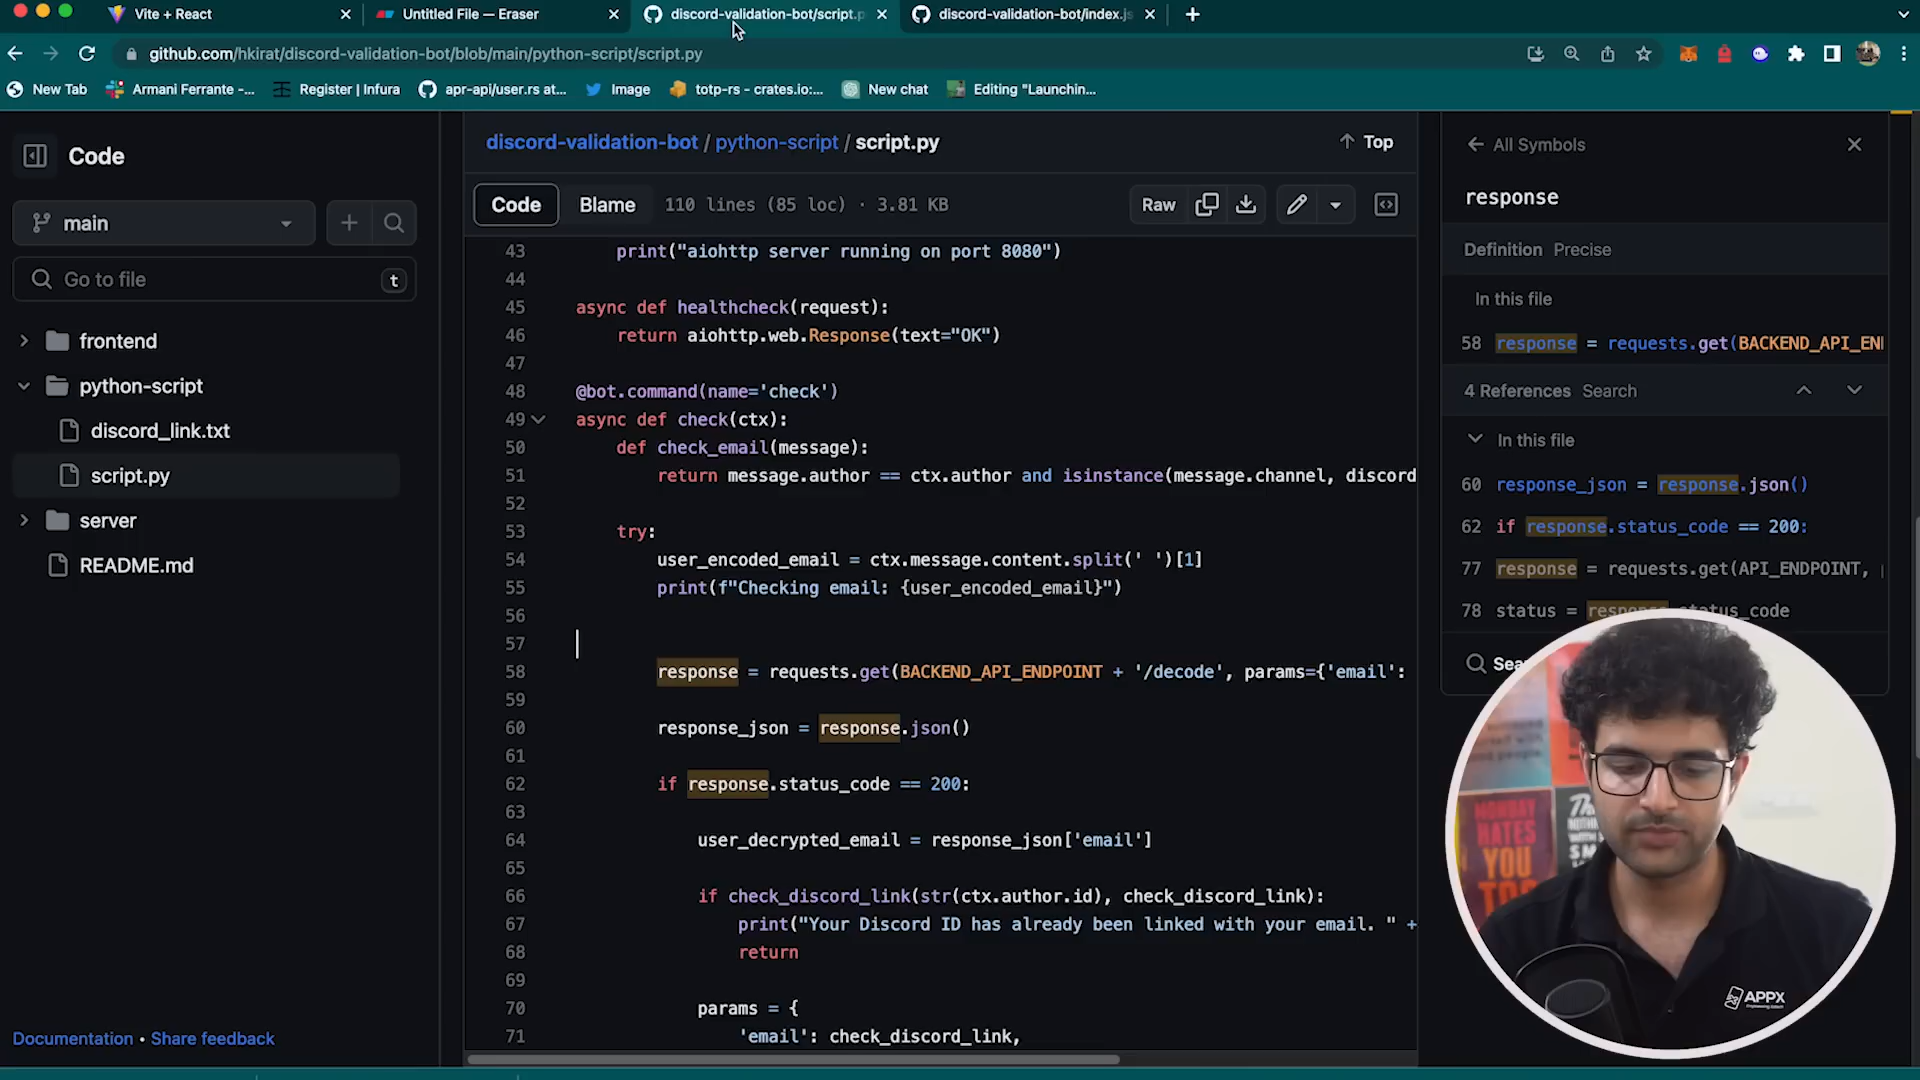 Vite + React
Untitled File — Eraser
discord-validation-bot/script.p
discord-validation-bot/index.js
github.com/hkirat/discord-validation-bot/blob/main/python-script/script.py
New Tab
Armani Ferrante -...
Register | Infura
apr-api/user.rs at...
Image
totp-rs - crates.io:...
New chat
Editing "Launchin...
Code
main
Go to file
t
frontend
python-script
discord_link.txt
script.py
server
README.md
Documentation • Share feedback
discord-validation-bot / python-script / script.py
Top
Code
Blame
110 lines (85 loc) · 3.81 KB
Raw
43 print("aiohttp server running on port 8080")
44
45 async def healthcheck(request):
46 return aiohttp.web.Response(text="OK")
47
48 @bot.command(name='check')
49 async def check(ctx):
50 def check_email(message):
51 return message.author == ctx.author and isinstance(message.channel, discord
52
53 try:
54 user_encoded_email = ctx.message.content.split(' ')[1]
55 print(f"Checking email: {user_encoded_email}")
56
57
58 response = requests.get(BACKEND_API_ENDPOINT + '/decode', params={'email':
59
60 response_json = response.json()
61
62 if response.status_code == 200:
63
64 user_decrypted_email = response_json['email']
65
66 if check_discord_link(str(ctx.author.id), check_discord_link):
67 print("Your Discord ID has already been linked with your email. " +
68 return
69
70 params = {
71 'email': check_discord_link,
All Symbols
response
Definition Precise
In this file
58 response = requests.get(BACKEND_API_EN
4 References Search
In this file
60 response_json = response.json()
62 if response.status_code == 200:
77 response = requests.get(API_ENDPOINT,
78 status = response.status_code
Sea
MONDAY
HATES
YOU
TOO
APPX